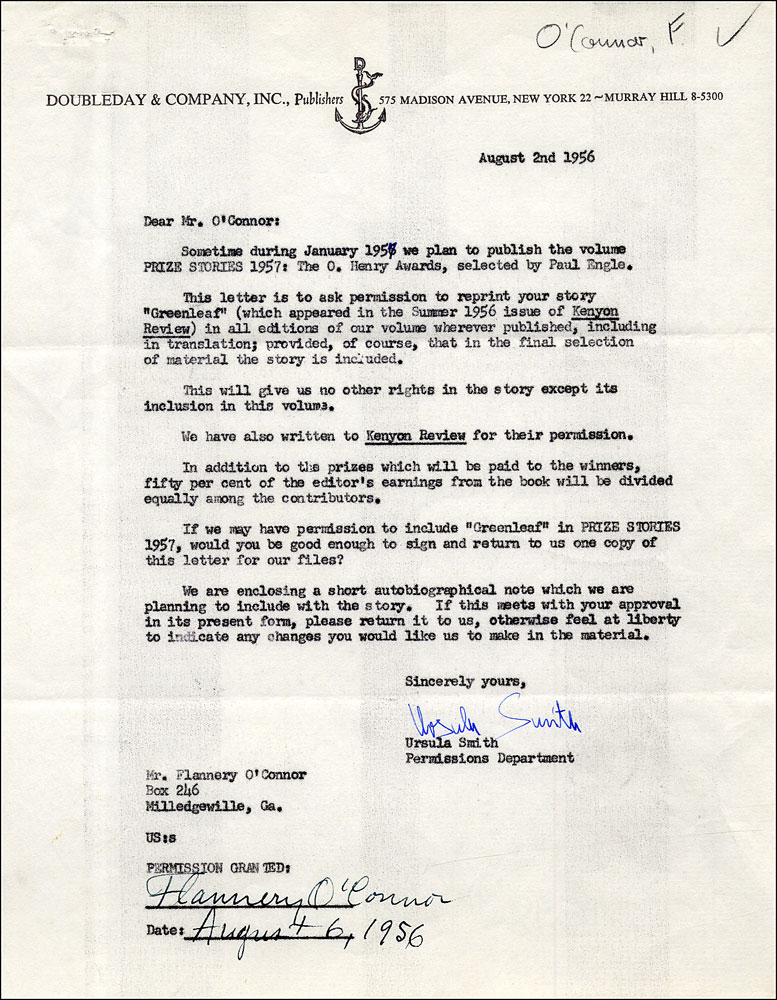 O'Connor, F. ✓
DOUBLEDAY & COMPANY, INC., Publishers 575 MADISON AVENUE, NEW YORK 22 ~ MURRAY HILL 8-5300
August 2nd 1956
Dear Mr. O'Connor:
Sometime during January 1957 we plan to publish the volume
PRIZE STORIES 1957: The O. Henry Awards, selected by Paul Engle.
This letter is to ask permission to reprint your story
"Greenleaf" (which appeared in the Summer 1956 issue of Kenyon
Review) in all editions of our volume wherever published, including
in translation; provided, of course, that in the final selection
of material the story is included.
This will give us no other rights in the story except its
inclusion in this volume.
We have also written to Kenyon Review for their permission.
In addition to the prizes which will be paid to the winners,
fifty per cent of the editor's earnings from the book will be divided
equally among the contributors.
If we may have permission to include "Greenleaf" in PRIZE STORIES
1957, would you be good enough to sign and return to us one copy of
this letter for our files?
We are enclosing a short autobiographical note which we are
planning to include with the story. If this meets with your approval
in its present form, please return it to us, otherwise feel at liberty
to indicate any changes you would like us to make in the material.
Sincerely yours,
Ursula Smith
Ursula Smith
Permissions Department
Mr. Flannery O'Connor
Box 246
Milledgewille, Ga.
US:s
PERMISSION GRANTED:
Flannery O'Connor
Date: August 6, 1956